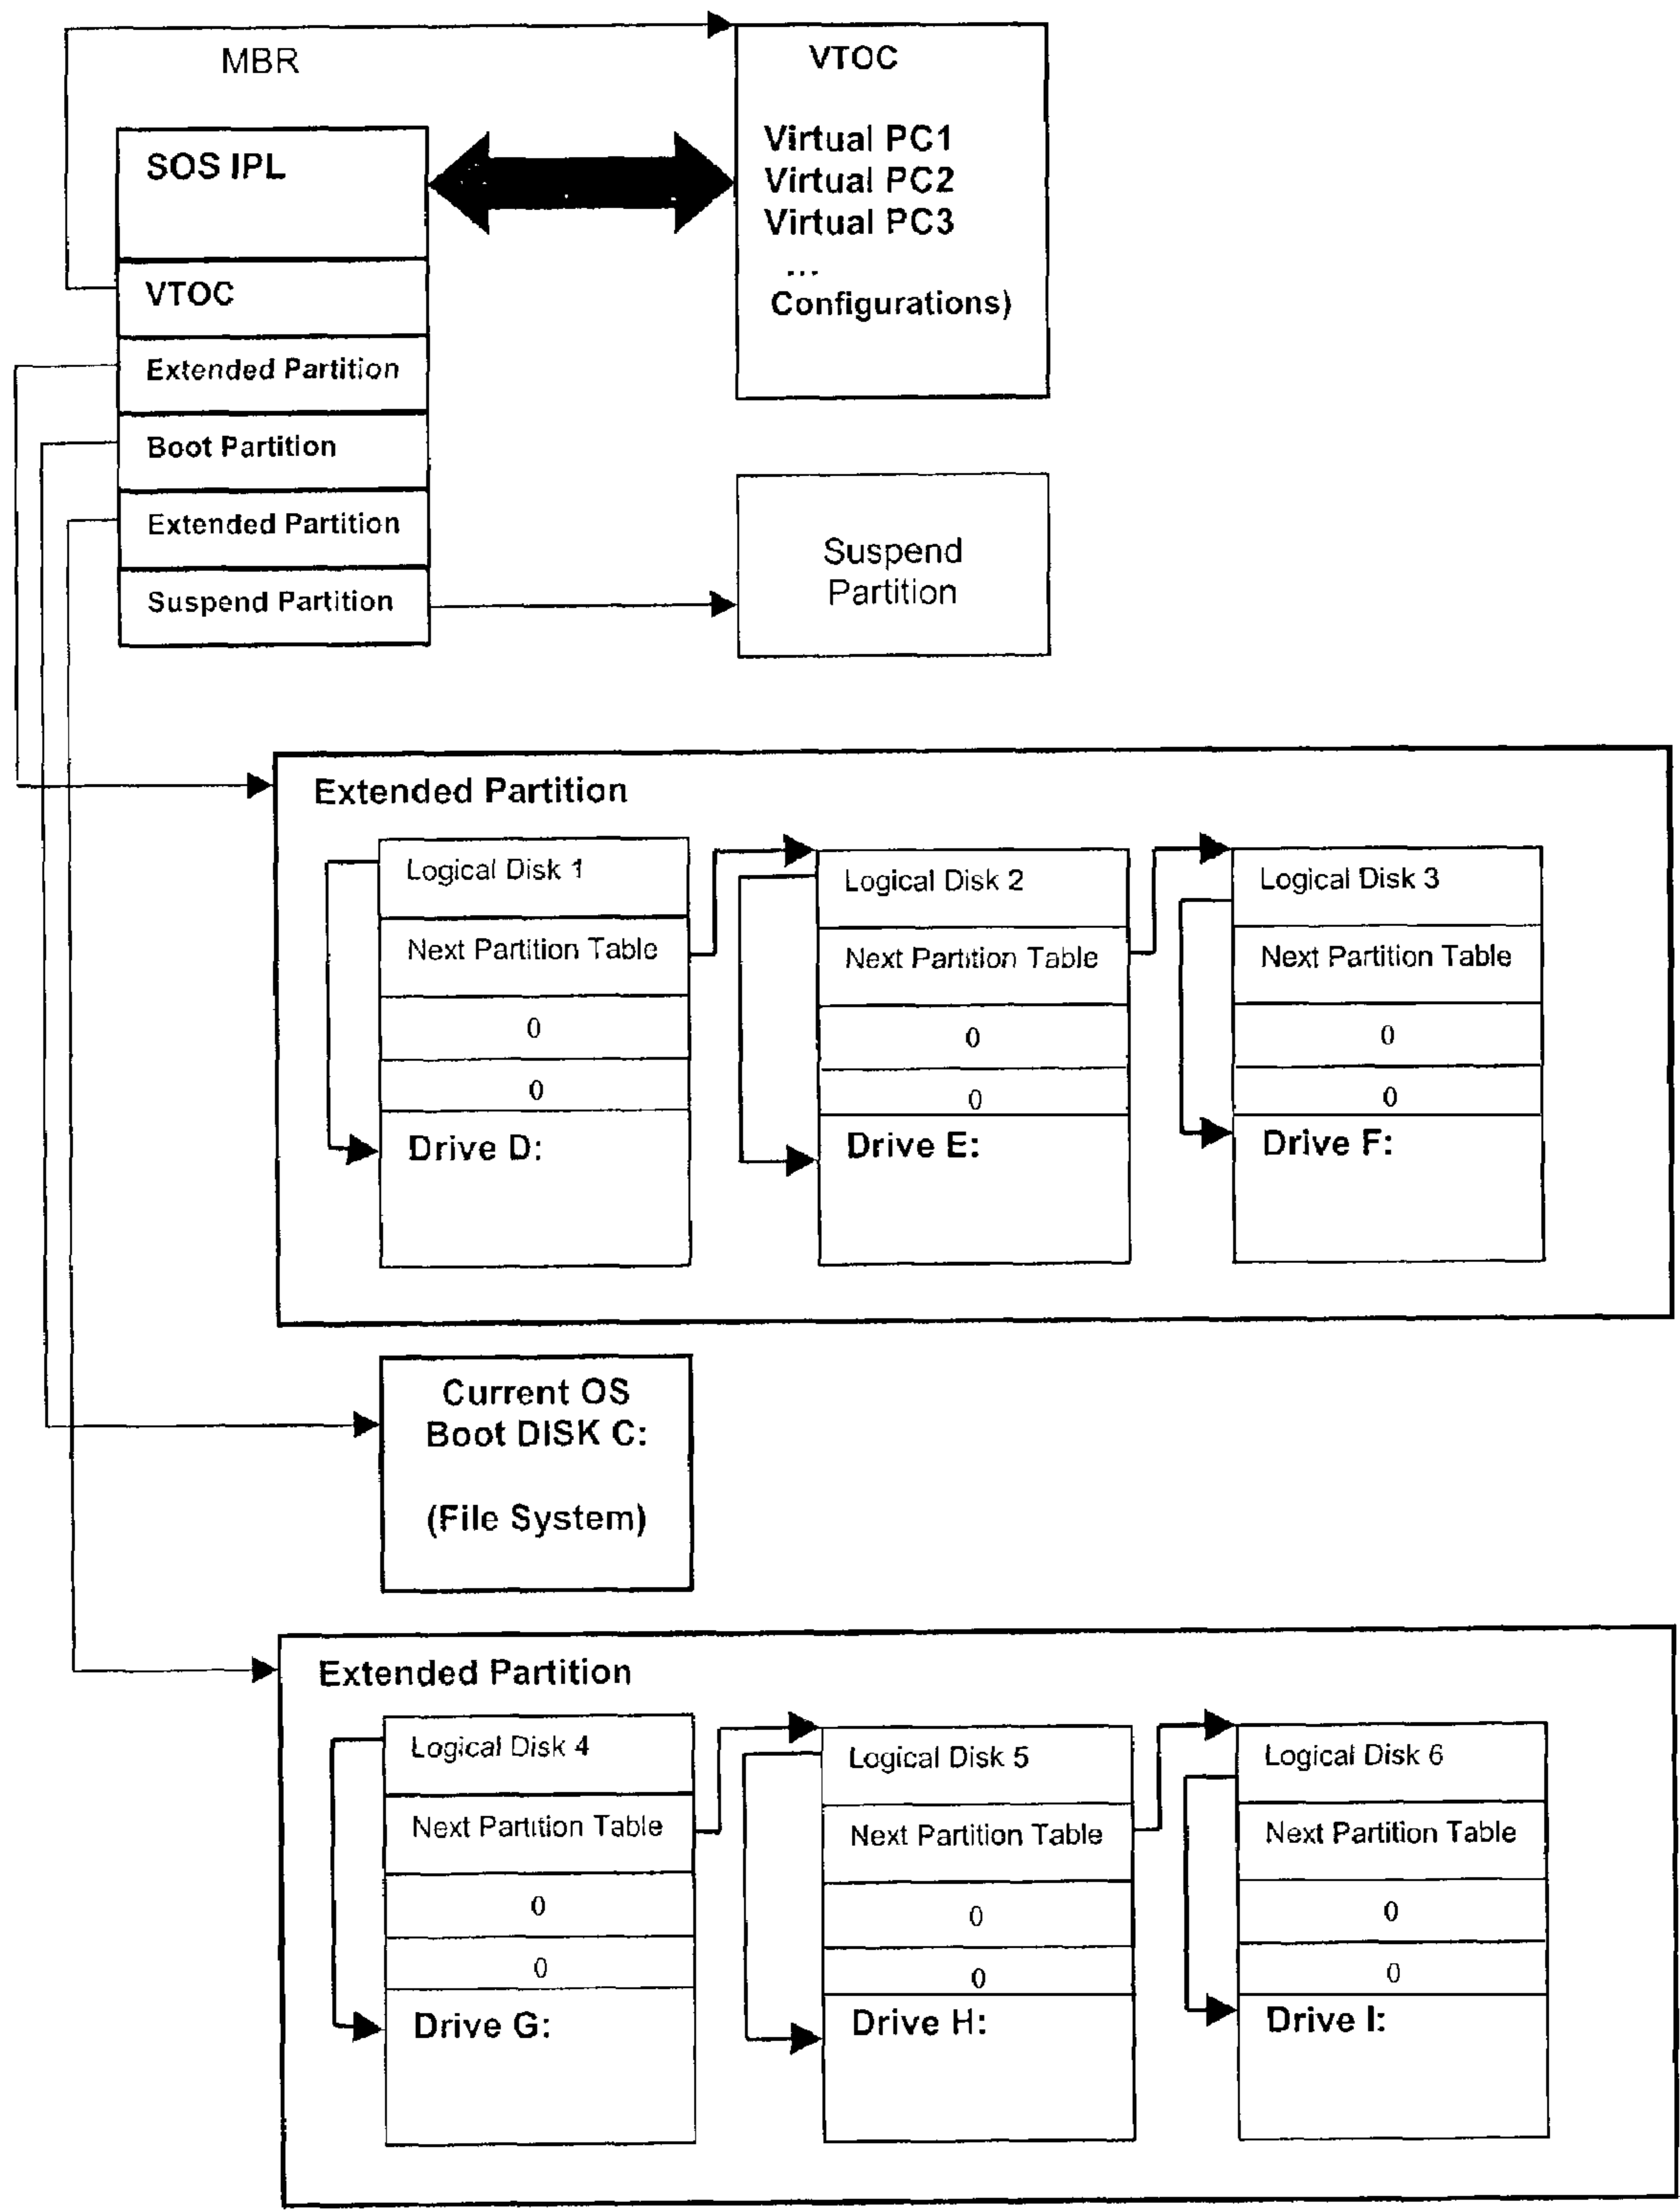 MBR
SOS IPL
VTOC
Extended Partition
Boot Partition
Extended Partition
Suspend Partition
VTOC
Virtual PC1
Virtual PC2
Virtual PC3
...
Configurations)
Suspend
Partition
Extended Partition
Logical Disk 1
Next Partition Table
0
0
Drive D:
Logical Disk 2
Next Partition Table
0
0
Drive E:
Logical Disk 3
Next Partition Table
0
0
Drive F:
Current OS
Boot DISK C:
(File System)
Extended Partition
Logical Disk 4
Next Partition Table
0
0
Drive G:
Logical Disk 5
Next Partition Table
0
0
Drive H:
Logical Disk 6
Next Partition Table
0
0
Drive I: